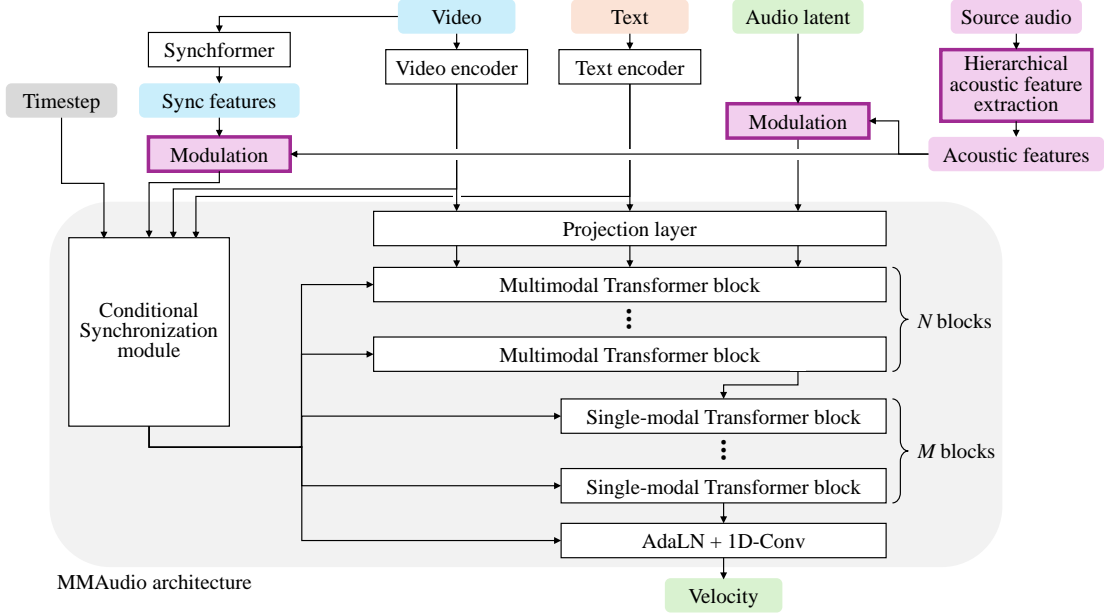 Video
Text
Audio latent
Source audio
Synchformer
Video encoder
Text encoder
Hierarchical
acoustic feature
extraction
Timestep
Sync features
Modulation
Modulation
Acoustic features
Projection layer
Conditional
Synchronization
module
Multimodal Transformer block
Multimodal Transformer block
N blocks
Single-modal Transformer block
Single-modal Transformer block
M blocks
AdaLN + 1D-Conv
MMAudio architecture
Velocity